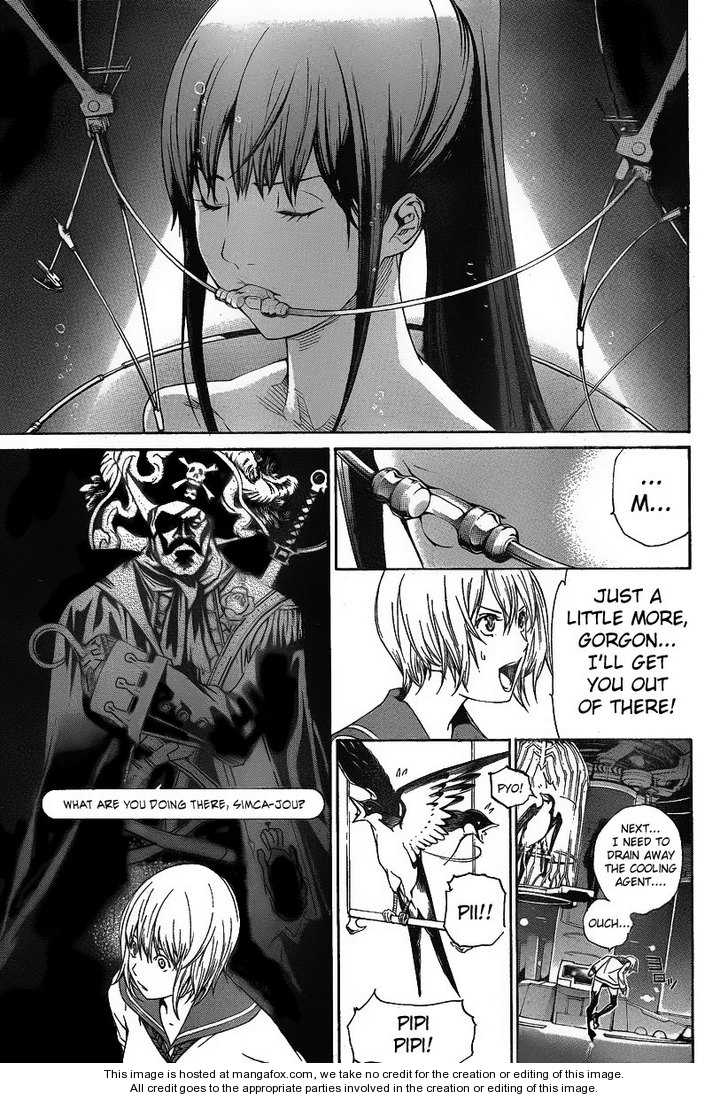 ...
M...
JUST A
LITTLE MORE,
GORGON...
I'LL GET
YOU OUT
OF THERE!
NEXT...
I NEED TO
DRAIN AWAY
THE COOLING
AGENT....
OUCH...
ヨロッ
PYO!
PII!!
PIPI
PIPI!
WHAT ARE YOU DOING THERE, SIMCA-JOU?
This image is hosted at mangafox.com, we take no credit for the creation or editing of this image.
All credit goes to the appropriate parties involved in the creation or editing of this image.